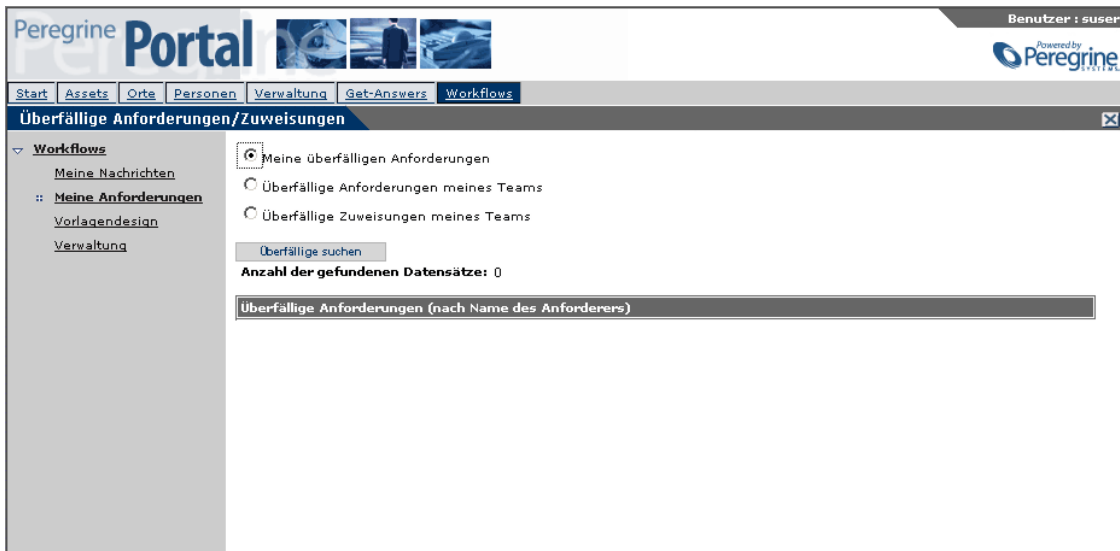 Benutzer : suser
Peregrine Portal
Powered by
Peregrine
SYSTEMS
Start Assets Orte Personen Verwaltung Get-Answers Workflows
Überfällige Anforderungen/Zuweisungen
Workflows
Meine Nachrichten
Meine Anforderungen
Vorlagendesign
Verwaltung
Meine überfälligen Anforderungen
Überfällige Anforderungen meines Teams
Überfällige Zuweisungen meines Teams
Überfällige suchen
Anzahl der gefundenen Datensätze: 0
Überfällige Anforderungen (nach Name des Anforderers)